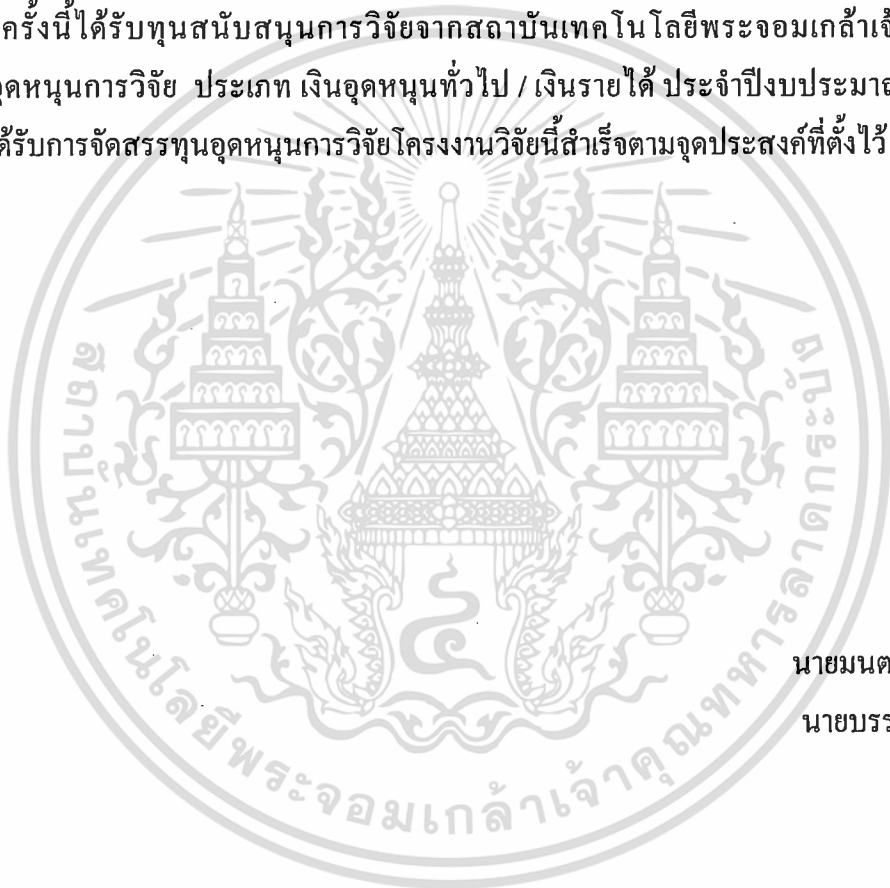 ครั้งนี้ได้รับทุนสนับสนุนการวิจัยจากสถาบันเทคโนโลยีพระจอมเกล้าเจ้
อุดหนุนการวิจัย ประเภท เงินอุดหนุนทั่วไป / เงินรายได้ ประจำปีงบประมาณ
ด้รับการจัดสรรทุนอุดหนุนการวิจัยโครงงานวิจัยนี้สำเร็จตามจุดประสงค์ที่ตั้งไว้
สถาบันเทคโนโลยีพระจอมเกล้าเจ้าคุณทหารลาดกระบัง
๔
นายมนต
นายบรร